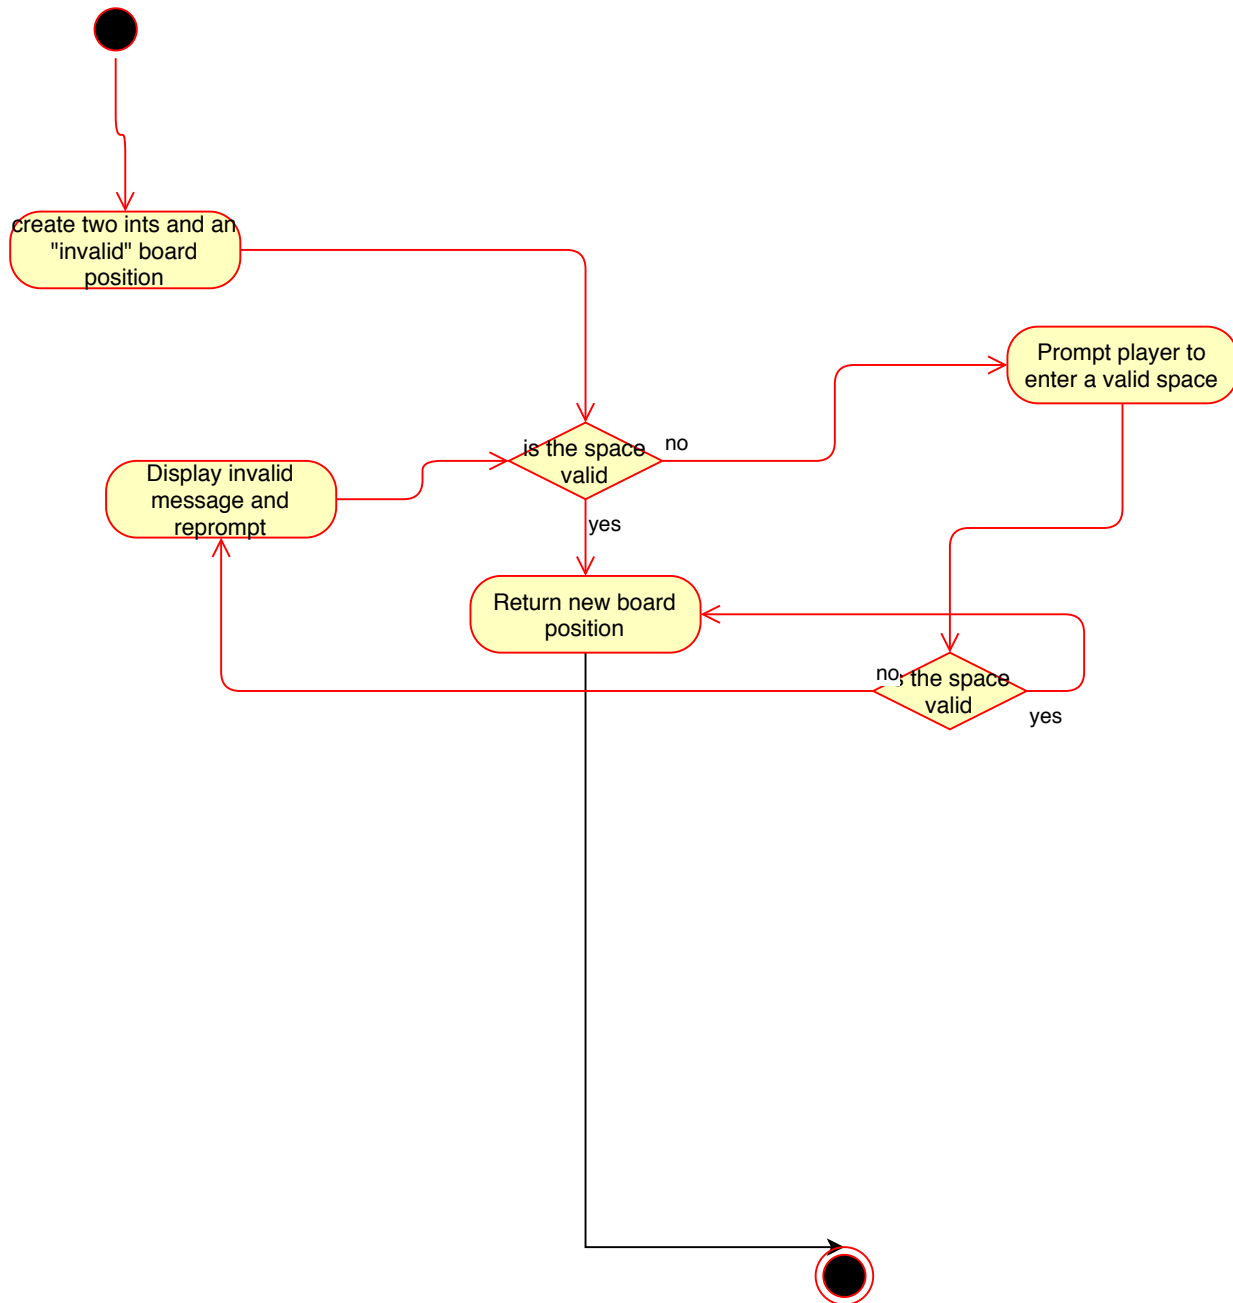 create two ints and an
"invalid" board
position
Prompt player to
enter a valid space
is the space
valid
no
Display invalid
message and
reprompt
yes
Return new board
position
no
the space
valid
yes